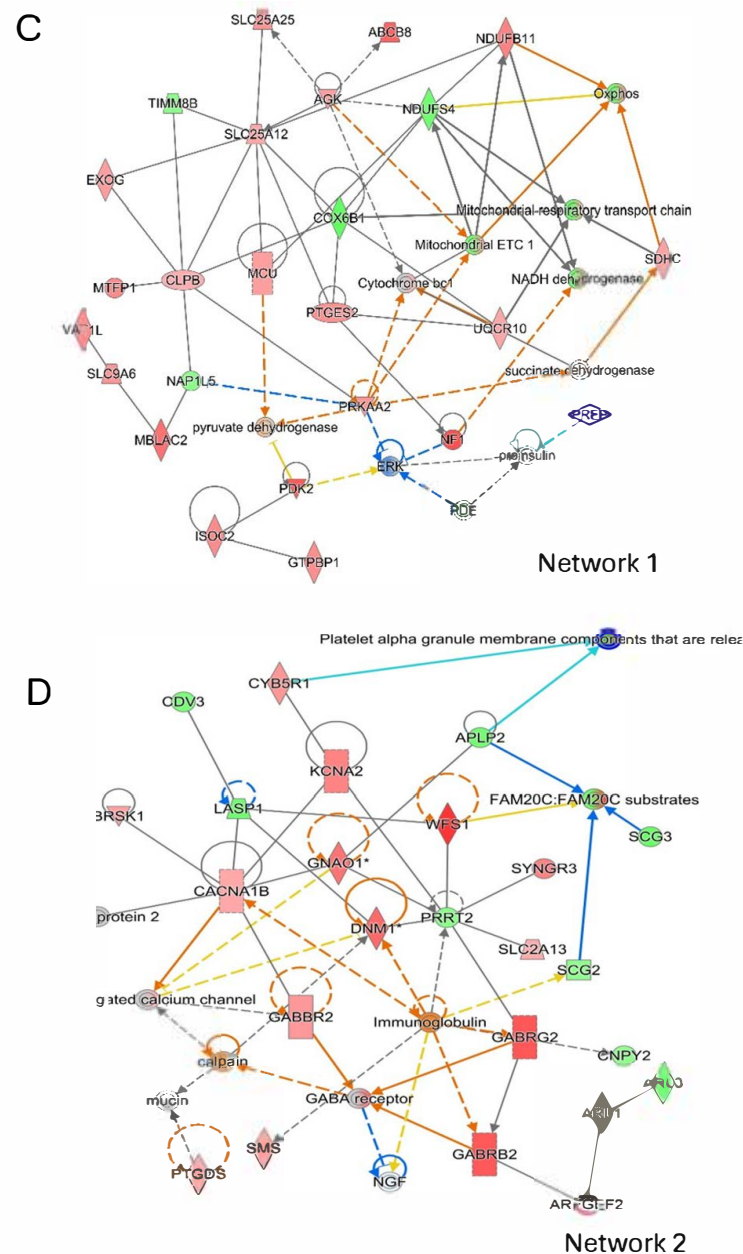 C
SLC25A25
ABCB8
NDUFB11
AGK
Oxphos
TIMM8B
NDUFS4
SLC25A12
EXOG
COX6B1
Mitochondrial respiratory transport chain
Mitochondrial ETC 1
SDHC
CLPB
MCU
Cytochrome bc1
NADH dehydrogenase
MTFP1
PTGES2
UQCR10
VAT1L
SLC9A6
NAP1L5
succinate dehydrogenase
PRKAA2
pyruvate dehydrogenase
MBLAC2
NF1
proinsulin
ERK
PDK2
PDE
ISOC2
GTPBP1
Network 1
Platelet alpha granule membrane components that are relea
D
CYB5R1
CDV3
APLP2
KCNA2
FAM20C:FAM20C substrates
LASP1
BRSK1
WFS1
SCG3
GNAO1*
SYNGR3
CACNA1B
protein 2
DNM1*
PRRT2
SLC2A13
SCG2
gated calcium channel
GABBR2
Immunoglobulin
GABRG2
CNPY2
calpain
mucin
GABA receptor
SMS
GABRB2
PTGDS
NGF
Network 2